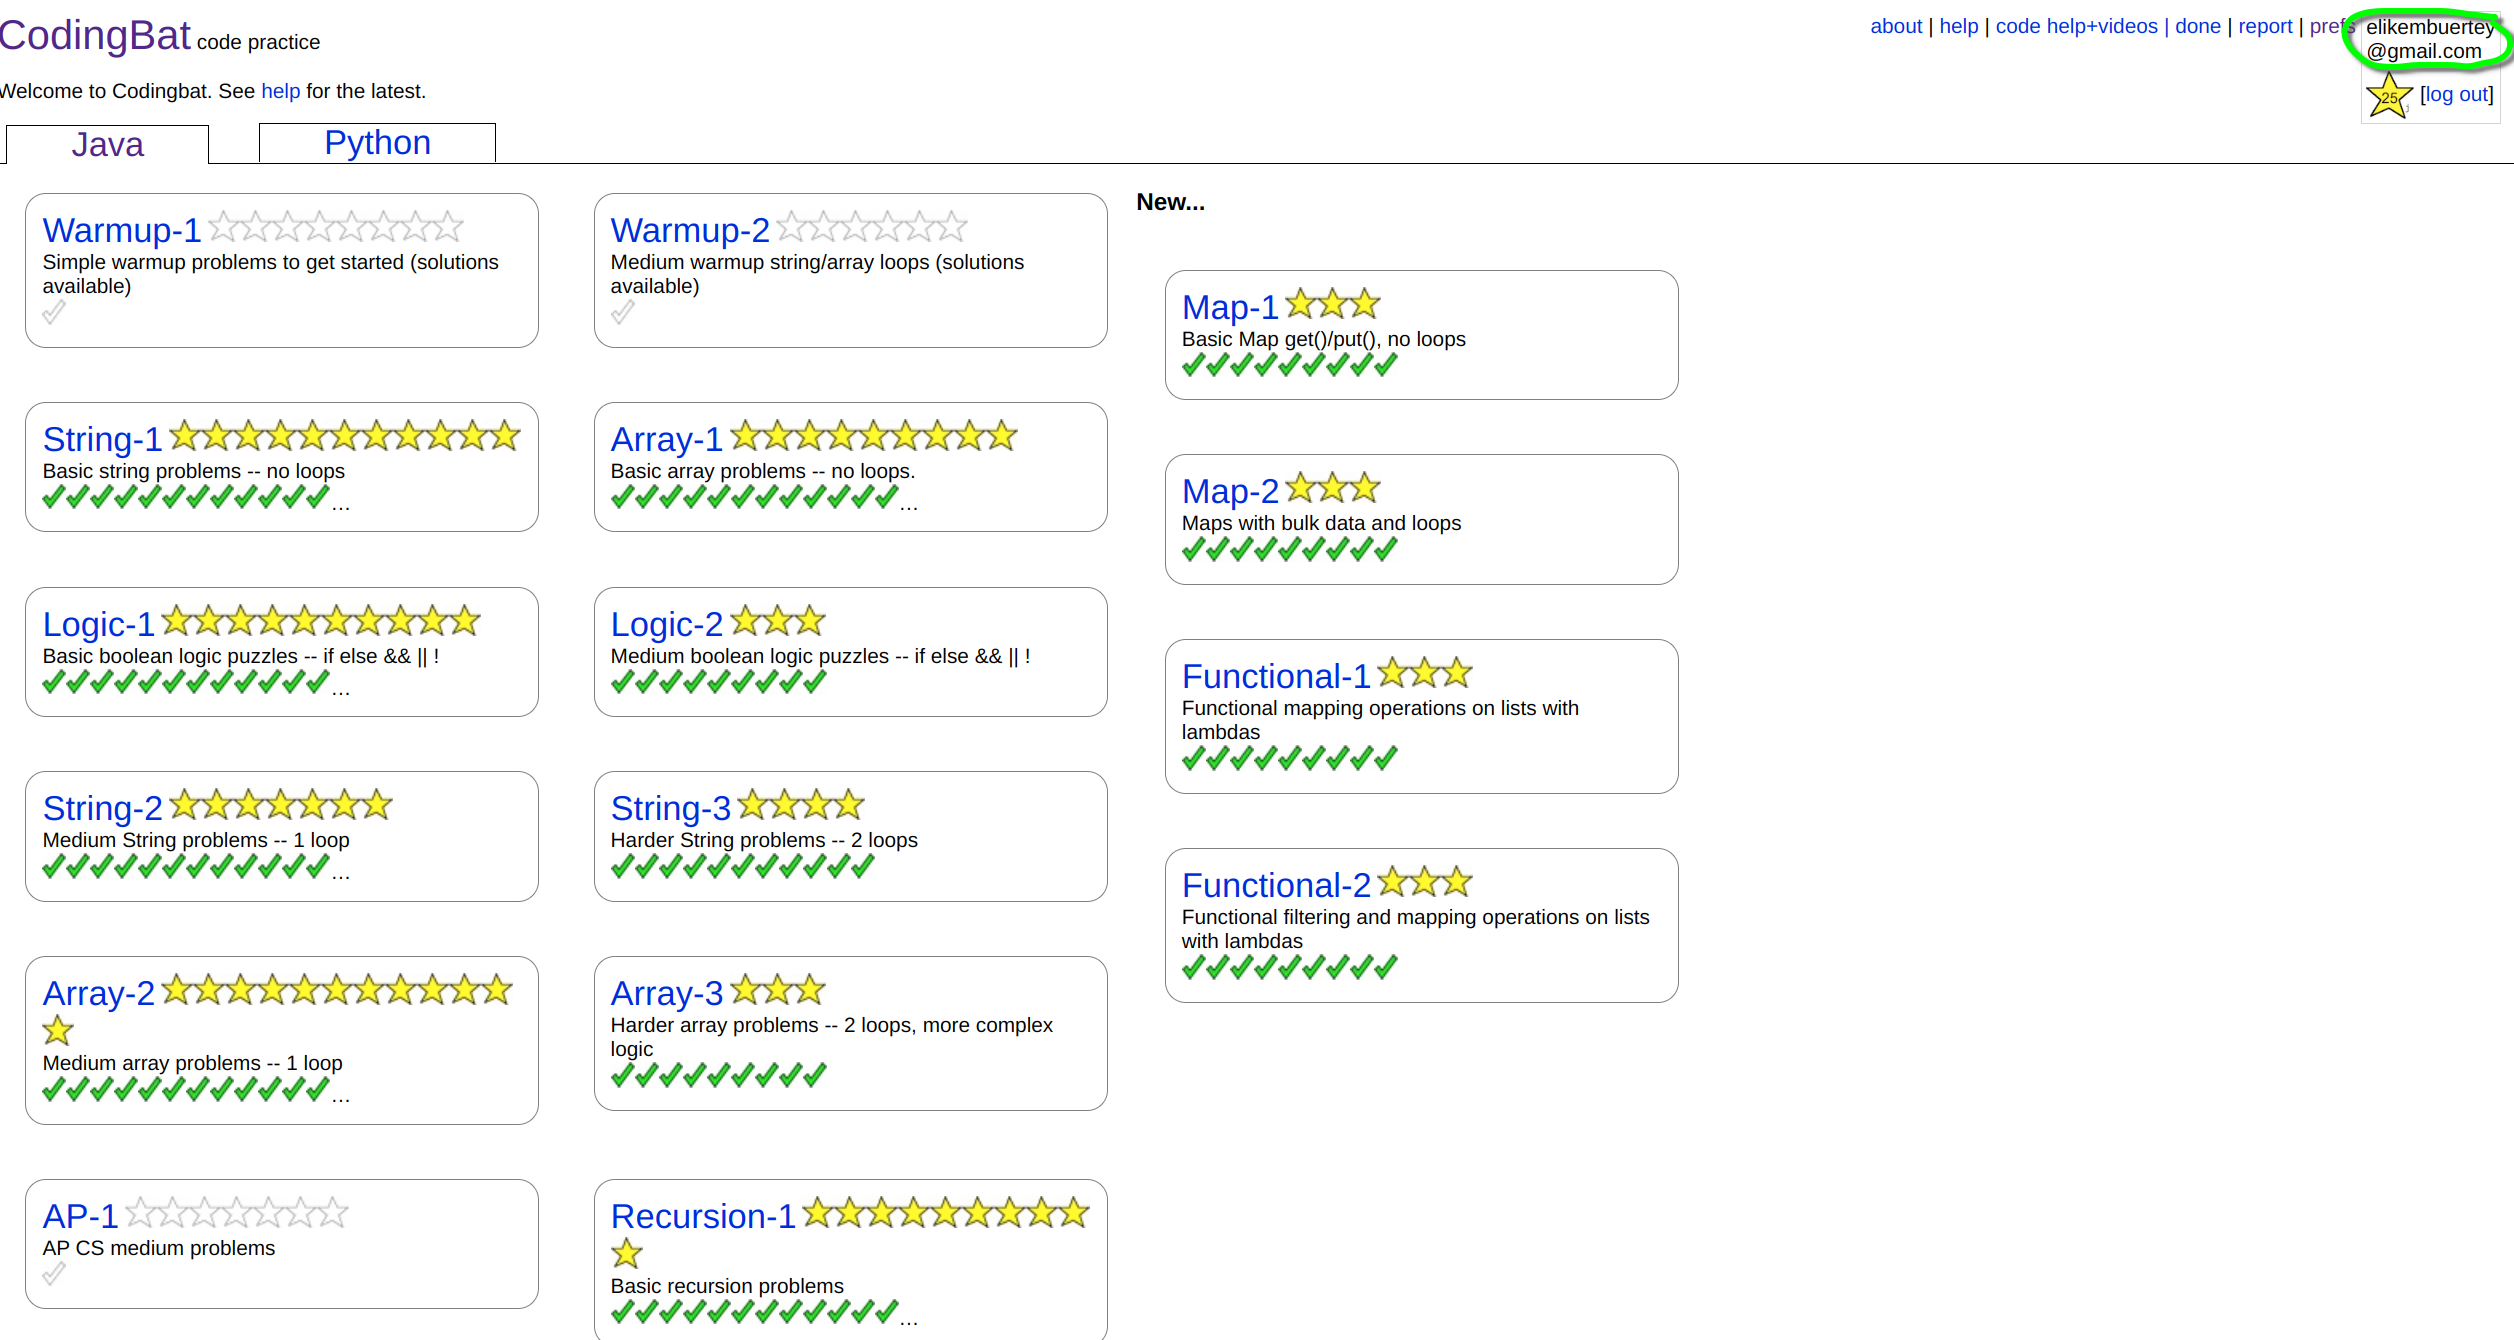 CodingBat code practice
about | help | code help+videos | done | report | prefs
elikembuertey
@gmail.com
25
[log out]
Welcome to Codingbat. See help for the latest.
Java
Python
Warmup-1
Simple warmup problems to get started (solutions
available)
Warmup-2
Medium warmup string/array loops (solutions
available)
String-1
Basic string problems -- no loops
...
Array-1
Basic array problems -- no loops.
...
Logic-1
Basic boolean logic puzzles -- if else && || !
...
Logic-2
Medium boolean logic puzzles -- if else && || !
String-2
Medium String problems -- 1 loop
...
String-3
Harder String problems -- 2 loops
Array-2
Medium array problems -- 1 loop
...
Array-3
Harder array problems -- 2 loops, more complex
logic
AP-1
AP CS medium problems
Recursion-1
Basic recursion problems
...
New...
Map-1
Basic Map get()/put(), no loops
Map-2
Maps with bulk data and loops
Functional-1
Functional mapping operations on lists with
lambdas
Functional-2
Functional filtering and mapping operations on lists
with lambdas